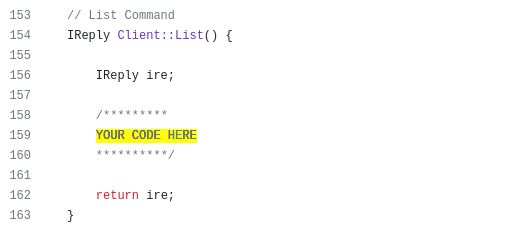 153 // List Command
154 IReply Client::List() {
155
156 IReply ire;
157
158 /*********
159 YOUR CODE HERE
160 **********/
161
162 return ire;
163 }